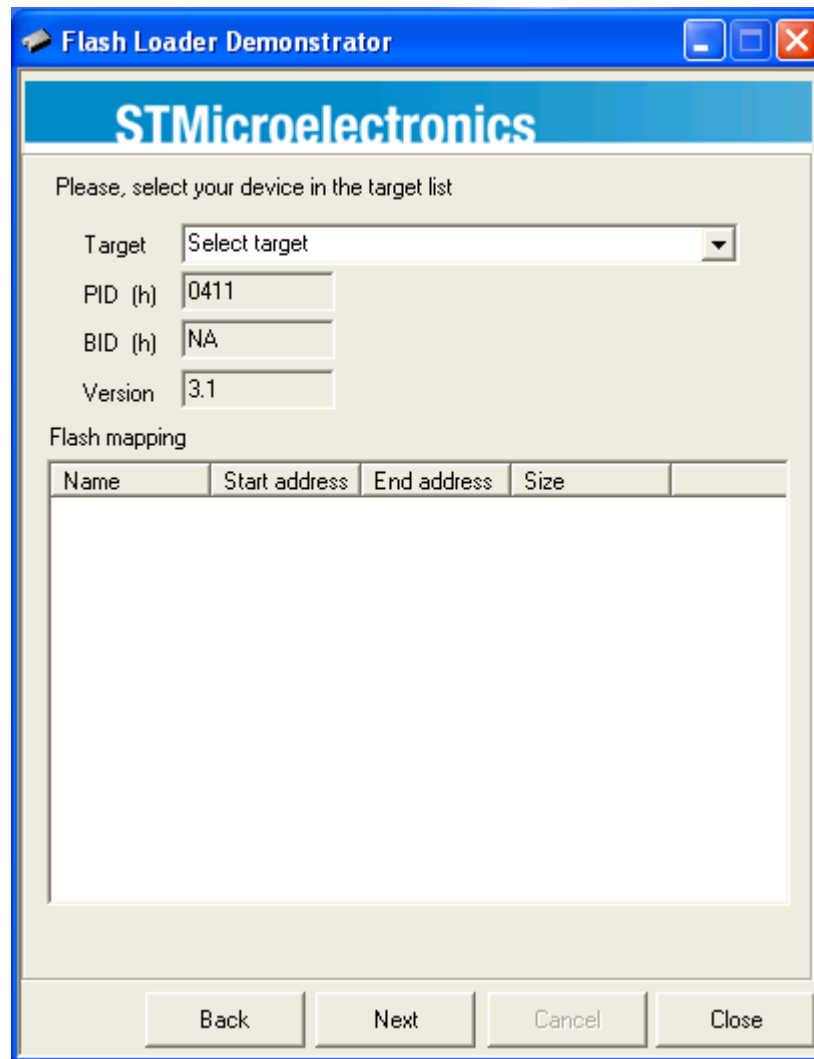 Flash Loader Demonstrator
STMicroelectronics
Please, select your device in the target list
Target Select target
PID (h) 0411
BID (h) NA
Version 3.1
Flash mapping
Name Start address End address Size
Back Next Cancel Close